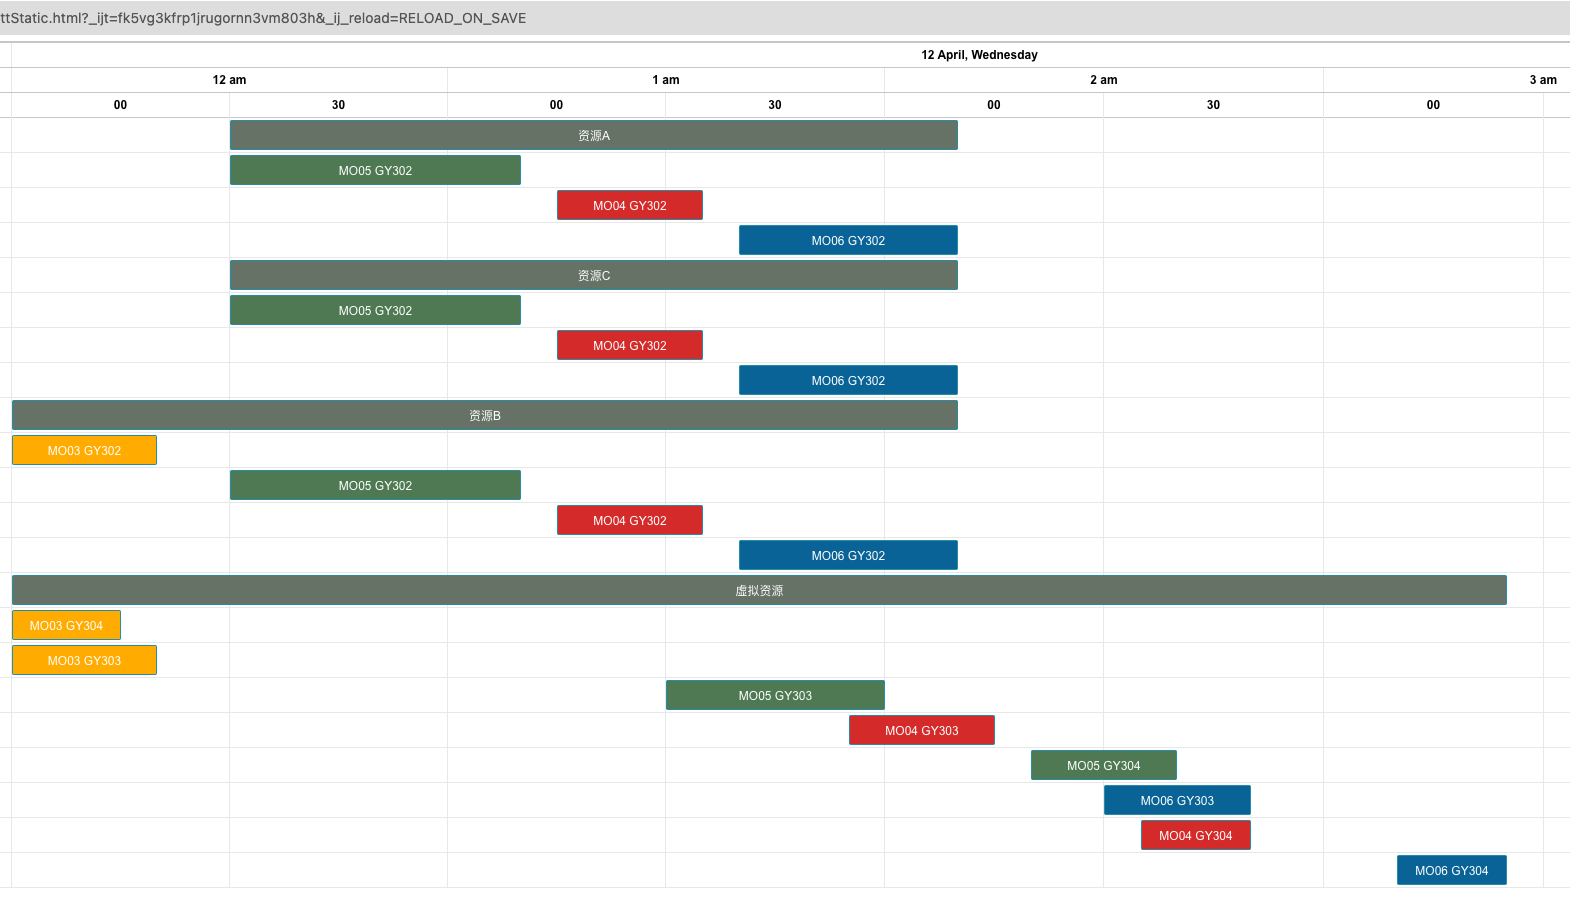 ttStatic.html?_ijt=fk5vg3kfrp1jrugornn3vm803h&_ij_reload=RELOAD_ON_SAVE
12 April, Wednesday
12 am 1 am 2 am 3 am
00 30 00 30 00 30 00
资源A
MO05 GY302
MO04 GY302
MO06 GY302
资源C
MO05 GY302
MO04 GY302
MO06 GY302
资源B
MO03 GY302
MO05 GY302
MO04 GY302
MO06 GY302
虚拟资源
MO03 GY304
MO03 GY303
MO05 GY303
MO04 GY303
MO05 GY304
MO06 GY303
MO04 GY304
MO06 GY304